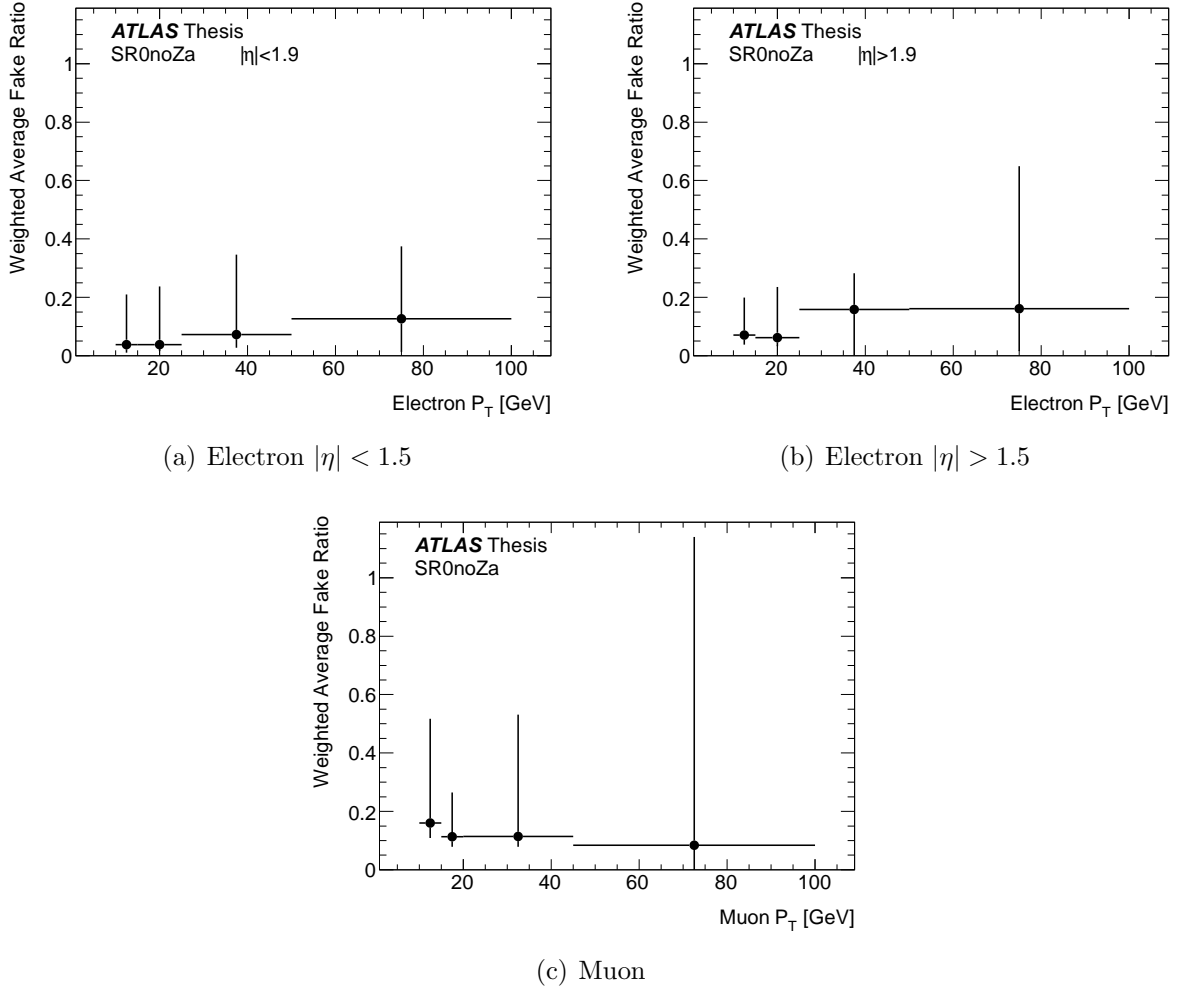 ATLAS Thesis
SR0noZa |η|<1.9
Weighted Average Fake Ratio
1
0.8
0.6
0.4
0.2
0
20 40 60 80 100
Electron P_T [GeV]
(a) Electron |η| < 1.5
ATLAS Thesis
SR0noZa |η|>1.9
Weighted Average Fake Ratio
1
0.8
0.6
0.4
0.2
0
20 40 60 80 100
Electron P_T [GeV]
(b) Electron |η| > 1.5
ATLAS Thesis
SR0noZa
Weighted Average Fake Ratio
1
0.8
0.6
0.4
0.2
0
20 40 60 80 100
Muon P_T [GeV]
(c) Muon